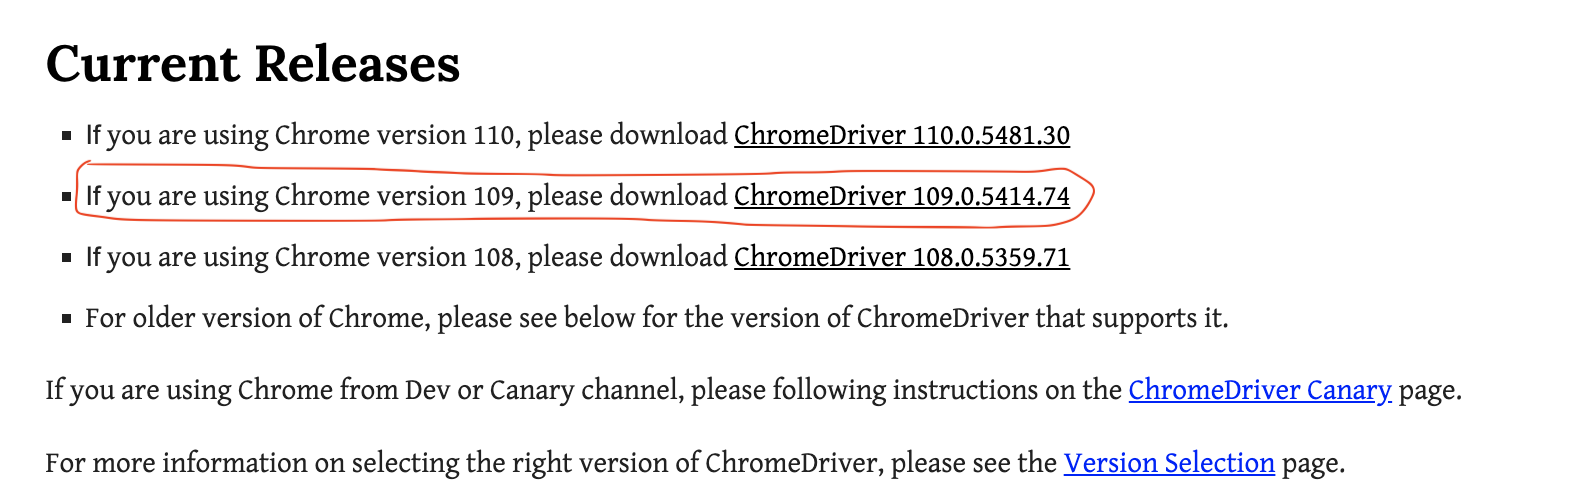 Current Releases
If you are using Chrome version 110, please download ChromeDriver 110.0.5481.30
If you are using Chrome version 109, please download ChromeDriver 109.0.5414.74
If you are using Chrome version 108, please download ChromeDriver 108.0.5359.71
For older version of Chrome, please see below for the version of ChromeDriver that supports it.
If you are using Chrome from Dev or Canary channel, please following instructions on the ChromeDriver Canary page.
For more information on selecting the right version of ChromeDriver, please see the Version Selection page.